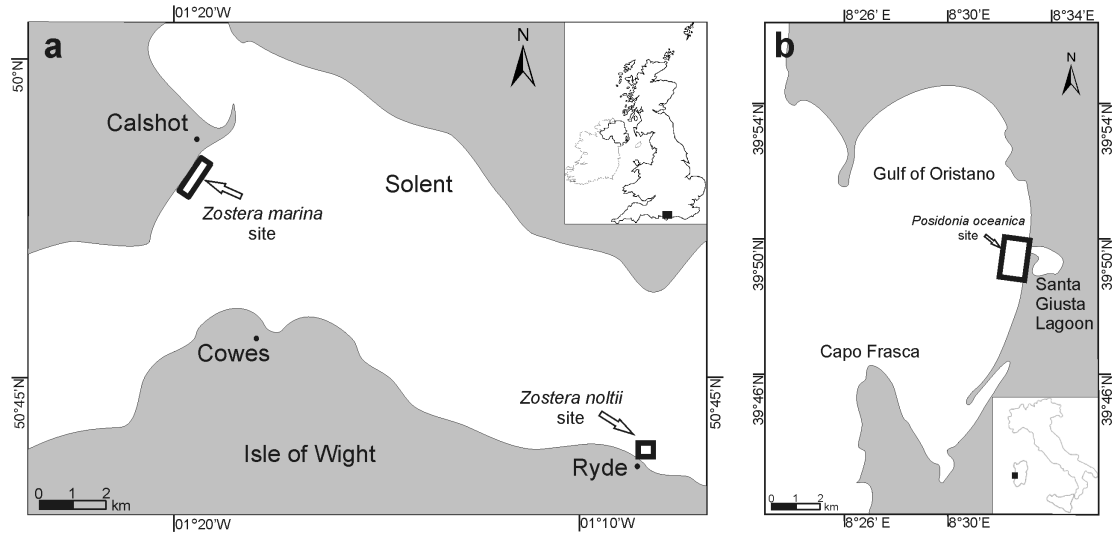 01°20'W
a
N
50°N
Calshot
Solent
Zostera marina
site
Cowes
Zostera noltii
site
50°45'N
50°45'N
Isle of Wight
Ryde
0 1 2
km
01°20'W
01°10'W
8°26' E
8°30'E
8°34'E
b
N
39°54'N
39°54'N
Gulf of Oristano
Posidonia oceanica
site
39°50'N
39°50'N
Santa
Giusta
Lagoon
Capo Frasca
39°46'N
39°46'N
0 1 2
km
8°26' E
8°30'E